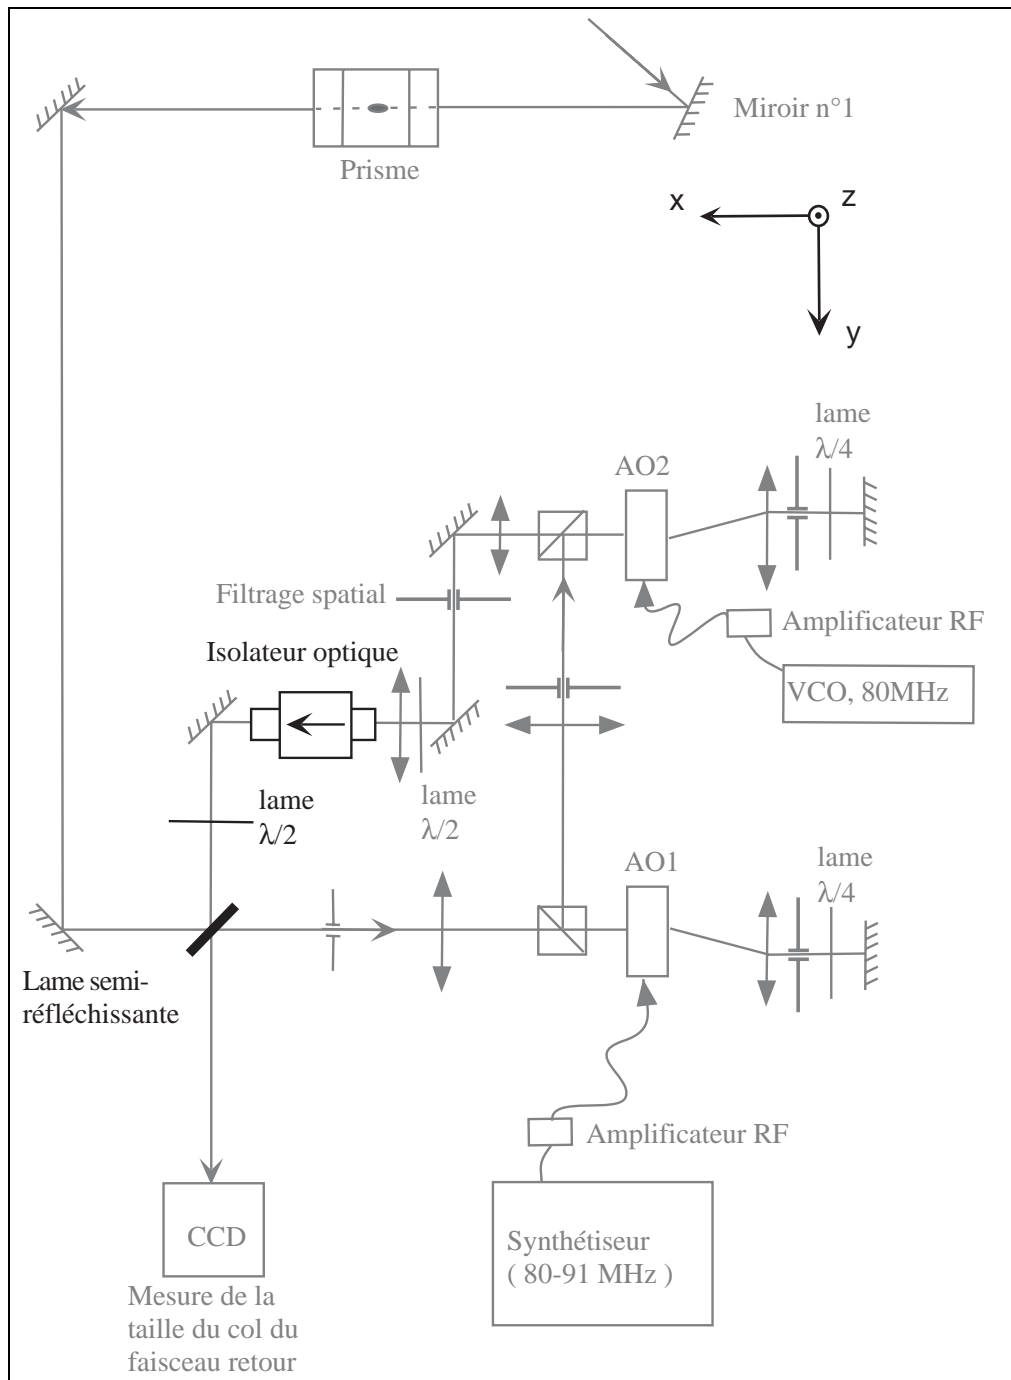 Miroir n°1
Prisme
x
z
y
lame
λ/4
AO2
Filtrage spatial
Amplificateur RF
Isolateur optique
VCO, 80MHz
lame
λ/2
lame
λ/2
AO1
lame
λ/4
Lame semi-
réfléchissante
Amplificateur RF
CCD
Synthétiseur
( 80-91 MHz )
Mesure de la
taille du col du
faisceau retour